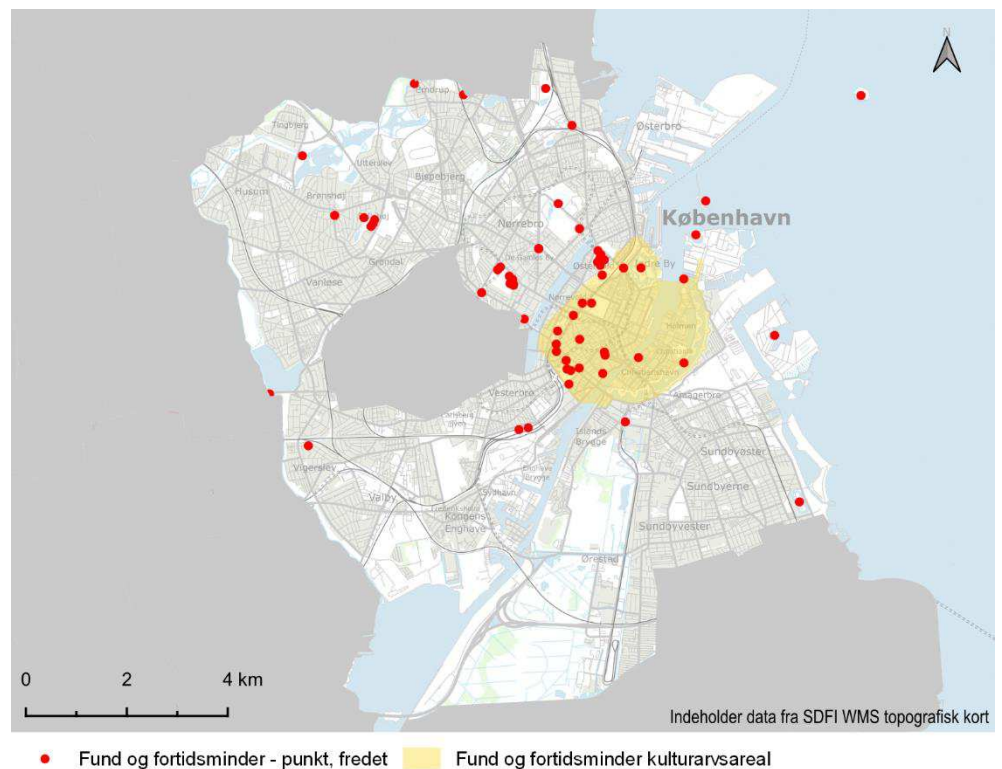 N
Emdrup
Østerbro
Tingbjerg
Utterslev
Husum
Brønshøj
Bispebjerg
København
Nørrebro
Grøndal
Vanløse
Holmen
Christianshavn
Vesterbro
Amagerbro
Islands
Brygge
Sundbyøster
Vigerslev
Valby
Sydhavn
Sundbyerne
Kongens
Enghave
Sundbyvester
Ørestad
0 2 4 km
Indeholder data fra SDFI WMS topografisk kort
Fund og fortidsminder - punkt, fredet Fund og fortidsminder kulturarvsareal